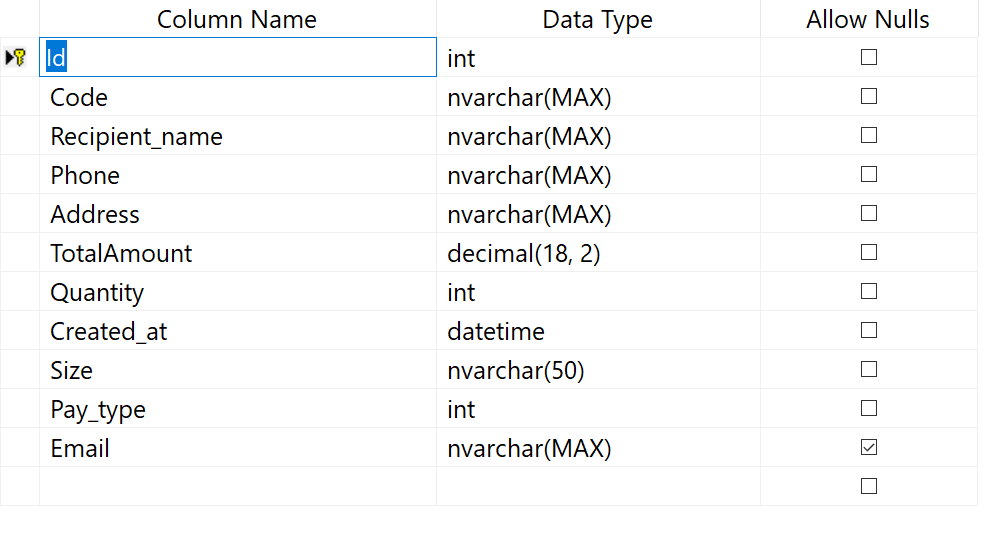 Column Name Data Type Allow Nulls
Id int
Code nvarchar(MAX)
Recipient_name nvarchar(MAX)
Phone nvarchar(MAX)
Address nvarchar(MAX)
TotalAmount decimal(18, 2)
Quantity int
Created_at datetime
Size nvarchar(50)
Pay_type int
Email nvarchar(MAX)